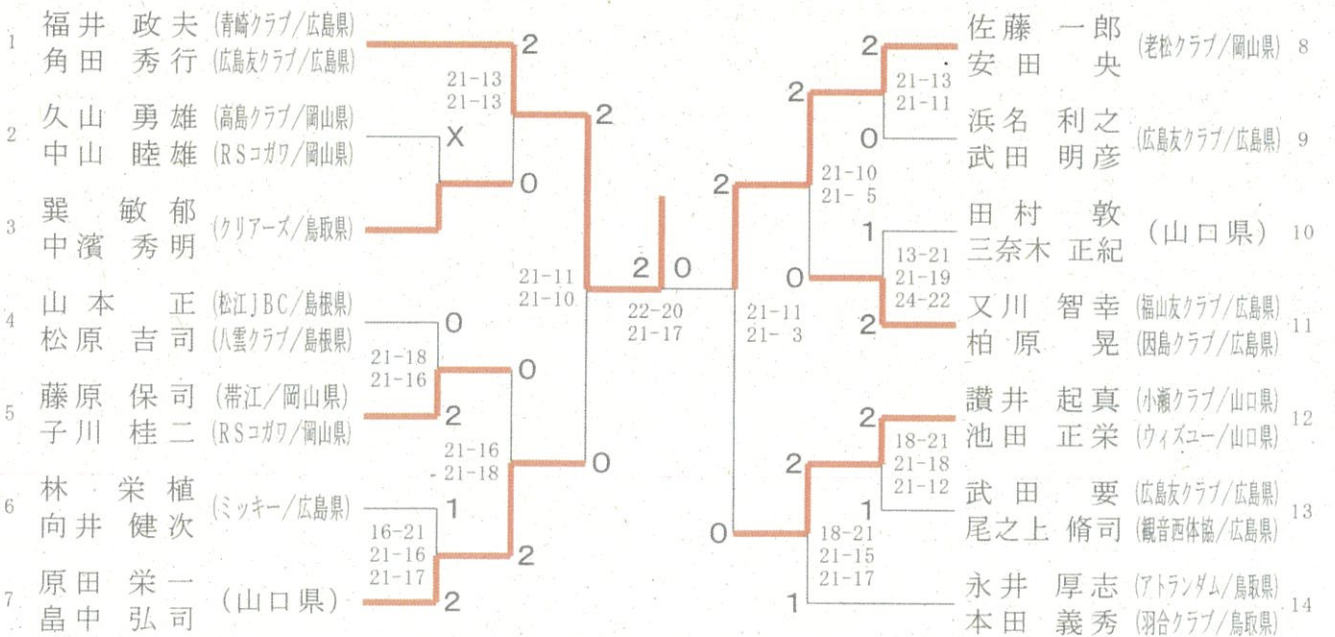 1 福井 政夫 (青崎クラブ/広島県)
角田 秀行 (広島友クラブ/広島県)
2
21-13
21-13
2 久山 勇雄 (高島クラブ/岡山県)
中山 睦雄 (RSコガワ/岡山県)
X
2
0
3 巽 敏郁 (クリアーズ/鳥取県)
中濱 秀明
21-11
21-10
4 山本 正 (松江JBC/島根県)
松原 吉司 (八雲クラブ/島根県)
0
21-18
21-16
0
5 藤原 保司 (帯江/岡山県)
子川 桂二 (RSコガワ/岡山県)
2
21-16
21-18
0
6 林 栄植 (ミッキー/広島県)
向井 健次
1
16-21
21-16
21-17
2
7 原田 栄一 (山口県)
畠中 弘司
2
2 0
22-20
21-17
佐藤 一郎 (老松クラブ/岡山県) 8
安田 央
2
21-13
21-11
2
浜名 利之 (広島友クラブ/広島県) 9
武田 明彦
0
21-10
21- 5
2
田村 敦 (山口県) 10
三奈木 正紀
1
13-21
21-19
24-22
0
又川 智幸 (福山友クラブ/広島県) 11
柏原 晃 (因島クラブ/広島県)
2
21-11
21- 3
讃井 起真 (小瀬クラブ/山口県) 12
池田 正栄 (ウィズユー/山口県)
2
18-21
21-18
21-12
2
武田 要 (広島友クラブ/広島県) 13
尾之上 脩司 (観音西体協/広島県)
1
0
18-21
21-15
21-17
永井 厚志 (アトランダム/鳥取県) 14
本田 義秀 (羽合クラブ/鳥取県)
1